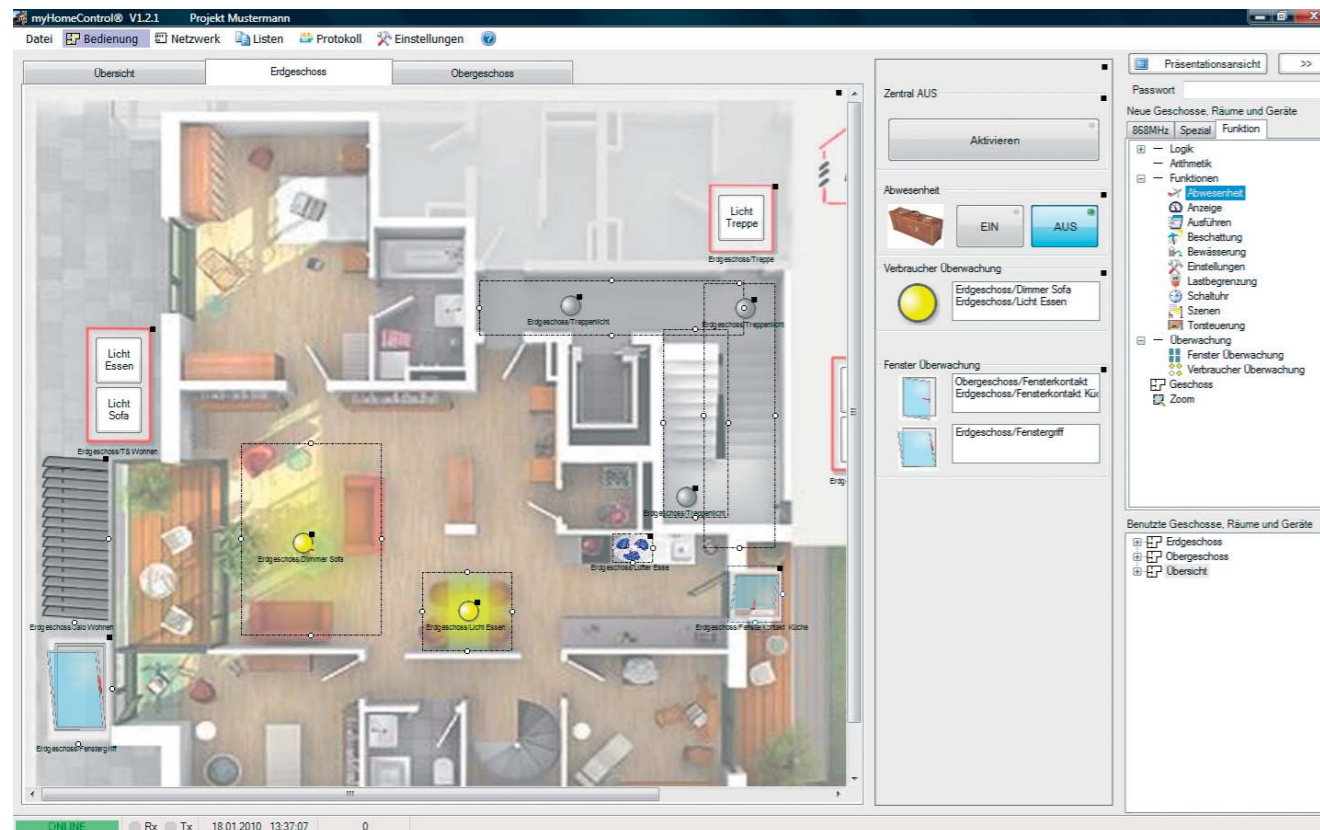 myHomeControl® V1.2.1 Projekt Mustermann
Datei Bedienung Netzwerk Listen Protokoll Einstellungen
Übersicht Erdgeschoss Obergeschoss
Licht
Treppe
Erdgeschoss/Treppe
Erdgeschoss/Treppenlicht
Erdgeschoss/Treppenlicht
Licht
Essen
Licht
Sofa
Erdgeschoss/TS Wohnen
Erdgeschoss/Treppenlicht
Erdgeschoss/Dimmer Sofa
Erdgeschoss/Lüfter Esse
Erdgeschoss/Jalo Wohnen
Erdgeschoss/Licht Essen
Erdgeschoss/Fensterkontakt Küche
Erdgeschoss/Fenstergriff
Zentral AUS
Aktivieren
Abwesenheit
EIN AUS
Verbraucher Überwachung
Erdgeschoss/Dimmer Sofa
Erdgeschoss/Licht Essen
Fenster Überwachung
Obergeschoss/Fensterkontakt
Erdgeschoss/Fensterkontakt Küc
Erdgeschoss/Fenstergriff
Präsentationsansicht >>
Passwort
Neue Geschosse, Räume und Geräte
868MHz Spezial Funktion
Logik
Arithmetik
Funktionen
Abwesenheit
Anzeige
Ausführen
Beschattung
Bewässerung
Einstellungen
Lastbegrenzung
Schaltuhr
Szenen
Torsteuerung
Überwachung
Fenster Überwachung
Verbraucher Überwachung
Geschoss
Zoom
Benutzte Geschosse, Räume und Geräte
Erdgeschoss
Obergeschoss
Übersicht
ONLINE Rx Tx 18.01.2010 13:37:07 0